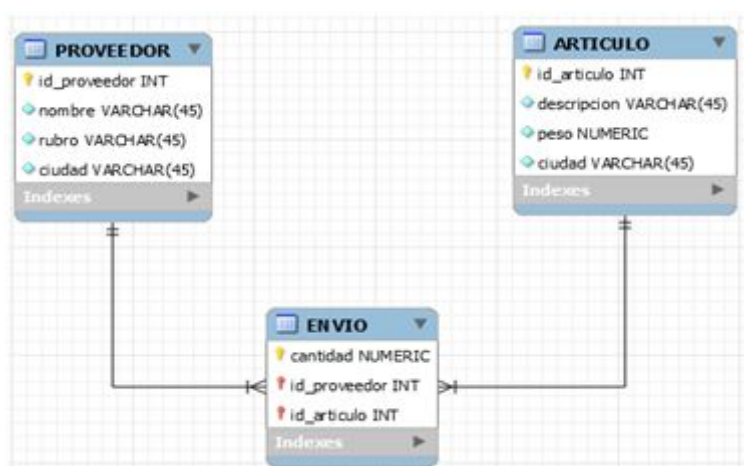 PROVEEDOR
id_proveedor INT
nombre VARCHAR(45)
rubro VARCHAR(45)
ciudad VARCHAR(45)
Indexes
ARTICULO
id_articulo INT
descripcion VARCHAR(45)
peso NUMERIC
ciudad VARCHAR(45)
Indexes
ENVIO
cantidad NUMERIC
id_proveedor INT
id_articulo INT
Indexes